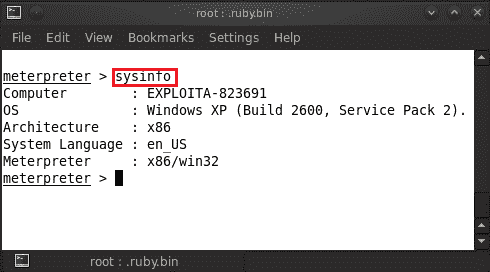 root : .ruby.bin
File Edit View Bookmarks Settings Help
meterpreter > sysinfo
Computer : EXPLOITA-823691
OS : Windows XP (Build 2600, Service Pack 2).
Architecture : x86
System Language : en_US
Meterpreter : x86/win32
meterpreter >
root : .ruby.bin